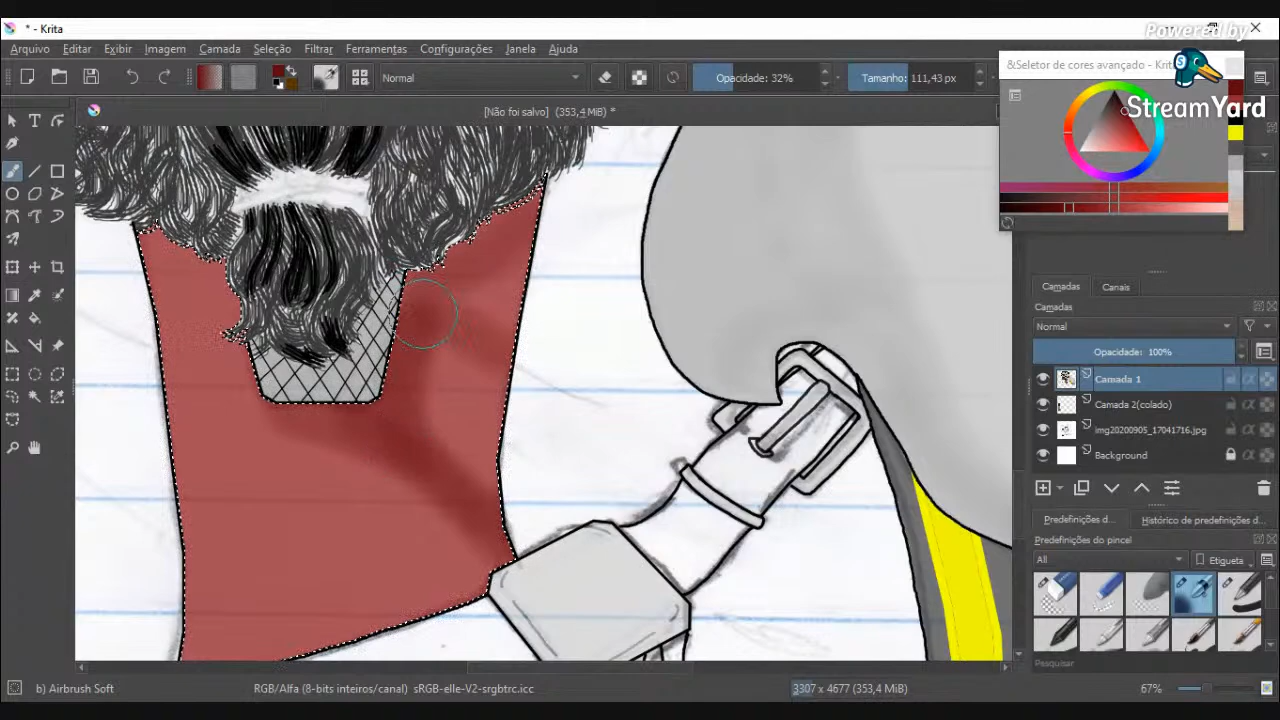 * - Krita
Powered by
StreamYard
Arquivo Editar Exibir Imagem Camada Seleção Filtrar Ferramentas Configurações Janela Ajuda
Normal
Opacidade: 32%
Tamanho: 111,43 px
&Seletor de cores avançado - Krita
[Não foi salvo] (353,4 MiB) *
Camadas Canais
Camadas
Normal
Opacidade: 100%
Camada 1
Camada 2(colado)
img20200905_17041716.jpg
Background
Predefinições d... Histórico de predefinições d...
Predefinições do pincel
All
Etiqueta
Pesquisar
b) Airbrush Soft
RGB/Alfa (8-bits inteiros/canal) sRGB-elle-V2-srgbtrc.icc
3307 x 4677 (353,4 MiB)
67%